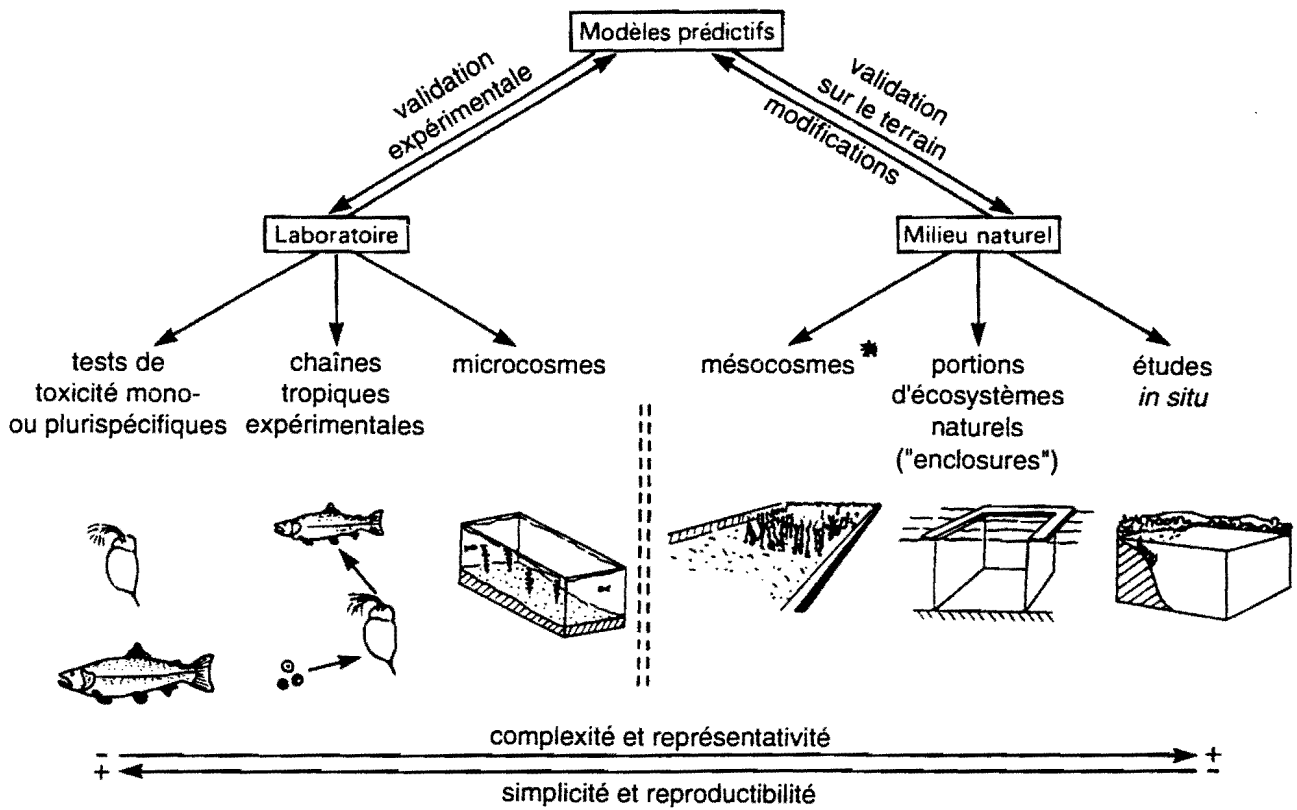 Modèles prédictifs
validation
expérimentale
validation
sur le terrain
modifications
Laboratoire
Milieu naturel
tests de
toxicité mono-
ou plurispécifiques
chaînes
tropiques
expérimentales
microcosmes
mésocosmes *
portions
d'écosystèmes
naturels
("enclosures")
études
in situ
- complexité et représentativité +
+ simplicité et reproductibilité -